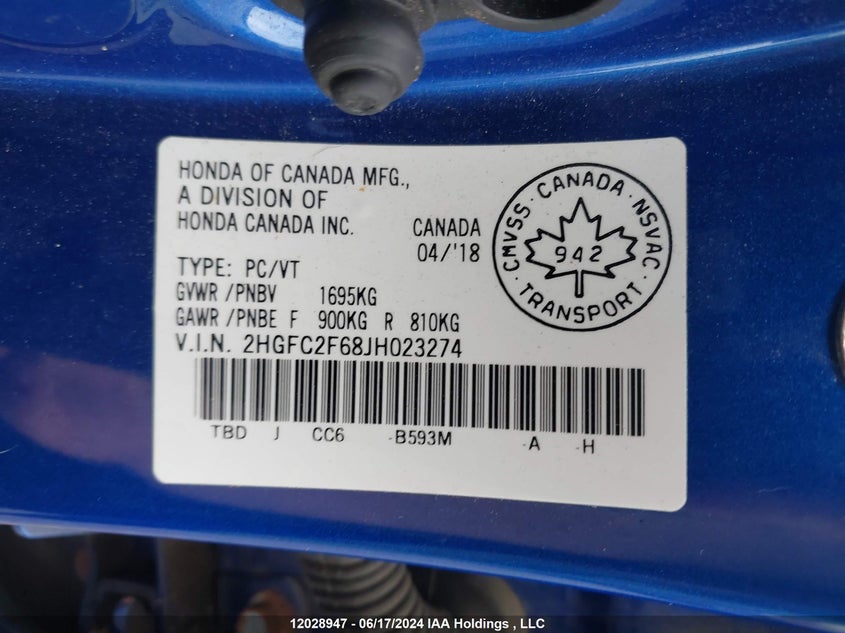 HONDA OF CANADA MFG.,
A DIVISION OF
HONDA CANADA INC. CANADA
04/'18
TYPE: PC/VT
GVWR /PNBV 1695KG
GAWR /PNBE F 900KG R 810KG
V.I.N. 2HGFC2F68JH023274
TBD J CC6 -B593M -A -H
CMVSS · CANADA · NSVAC
942
· TRANSPORT ·
12028947 - 06/17/2024 IAA Holdings , LLC